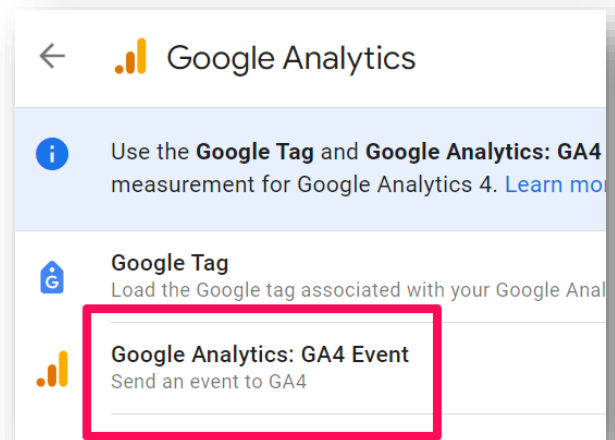 Google Analytics
Use the Google Tag and Google Analytics: GA4
measurement for Google Analytics 4. Learn
Google Tag
Load the Google tag associated with your Google
Google Analytics: GA4 Event
Send an event to GA4